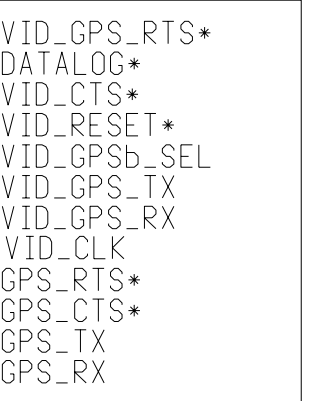 VID_GPS_RTS*
DATALOG*
VID_CTS*
VID_RESET*
VID_GPSb_SEL
VID_GPS_TX
VID_GPS_RX
VID_CLK
GPS_RTS*
GPS_CTS*
GPS_TX
GPS_RX